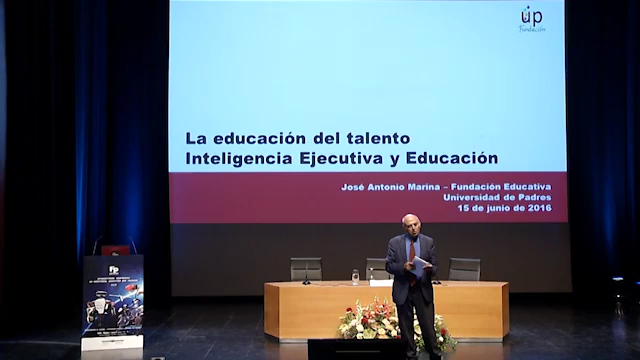 up
Fundación
La educación del talento
Inteligencia Ejecutiva y Educación
José Antonio Marina – Fundación Educativa
Universidad de Padres
15 de junio de 2016